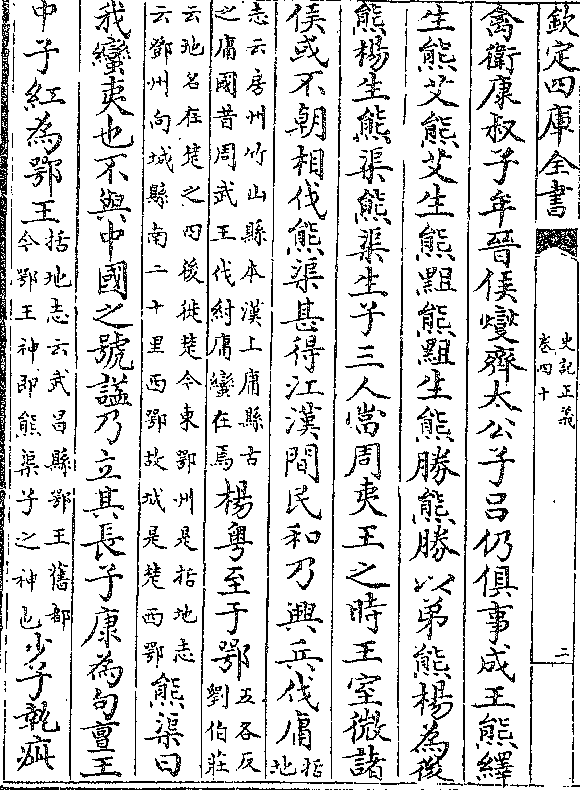 欽定四庫全書
史記正義
卷四十
二
禽衛康叔子牟晉侯燮齊太公子呂伋俱事成王熊繹
生熊艾熊艾生熊䵣熊䵣生熊勝熊勝以弟熊楊為後
熊楊生熊渠熊渠生子三人當周夷王之時王室微諸
侯或不朝相伐熊渠甚得江漢間民和乃興兵伐庸括地
志云房州竹山縣本漢上庸縣古
之庸國昔周武王伐紂庸蠻在焉
楊粵至于鄂
五各反
劉伯莊
云地名在楚之四後徙楚今東鄂州是括地志
云鄧州向城縣南二十里西鄂故城是楚西鄂
熊渠曰
我蠻夷也不與中國之號諡乃立其長子康為句亶王
中子紅為鄂王
括地志云武昌縣鄂王舊都
今鄂王神即熊渠子之神也
少子執疵